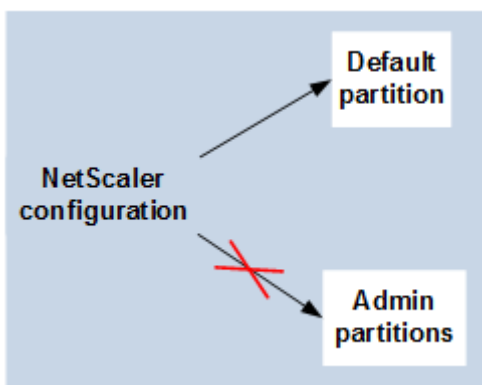 Default
partition
NetScaler
configuration
Admin
partitions